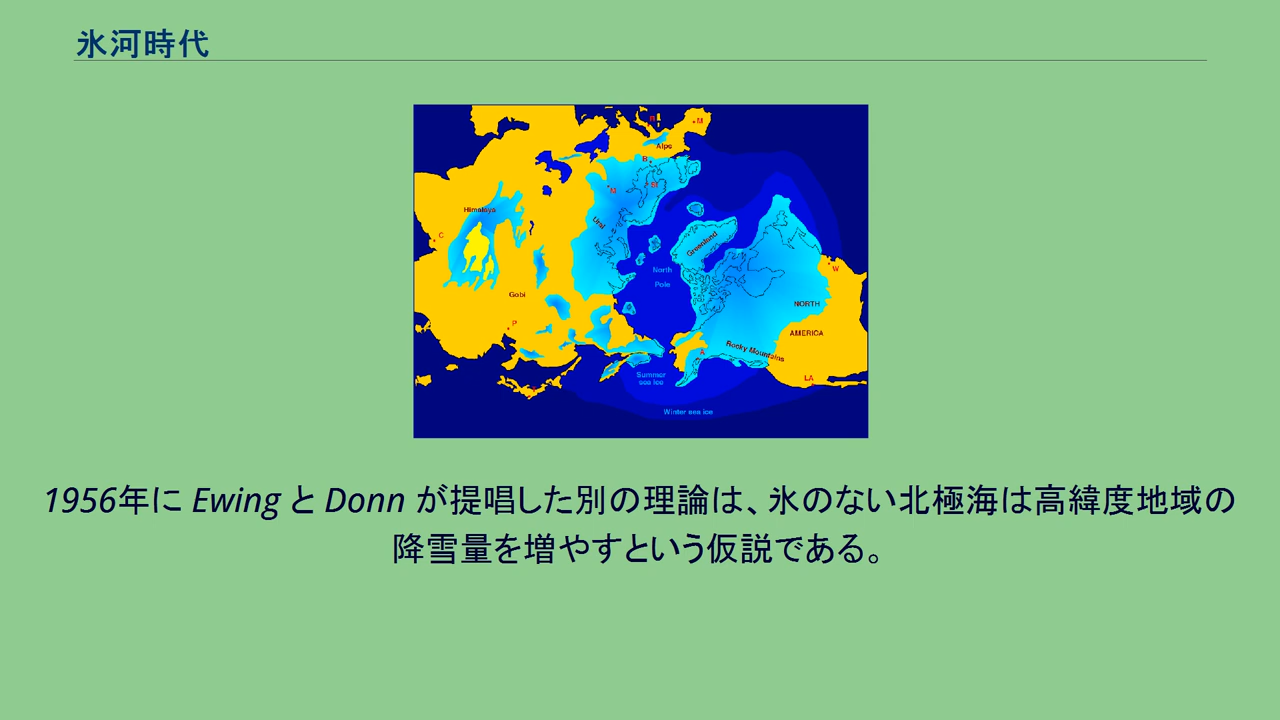 氷河時代
R
M
Alps
B
N
St
Himalaya
Ural
C
Greenland
North
Pole
W
Gobi
NORTH
P
AMERICA
A
Rocky Mountains
Summer
sea ice
LA
Winter sea ice
1956年に Ewing と Donn が提唱した別の理論は、氷のない北極海は高緯度地域の
降雪量を増やすという仮説である。